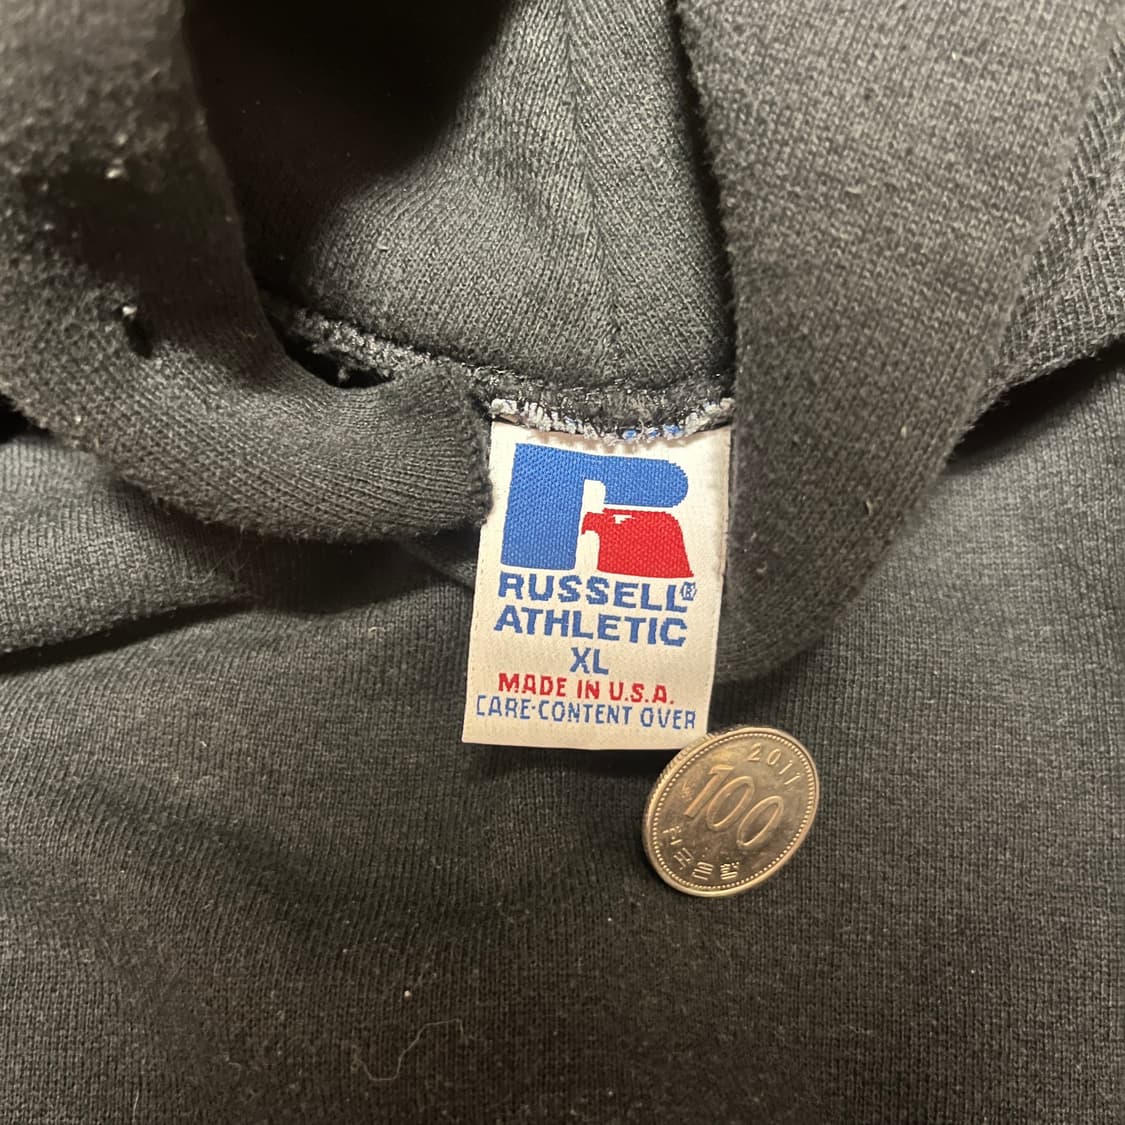 RUSSELL®
ATHLETIC
XL
MADE IN U.S.A.
CARE-CONTENT OVER
2011
100
한국은행